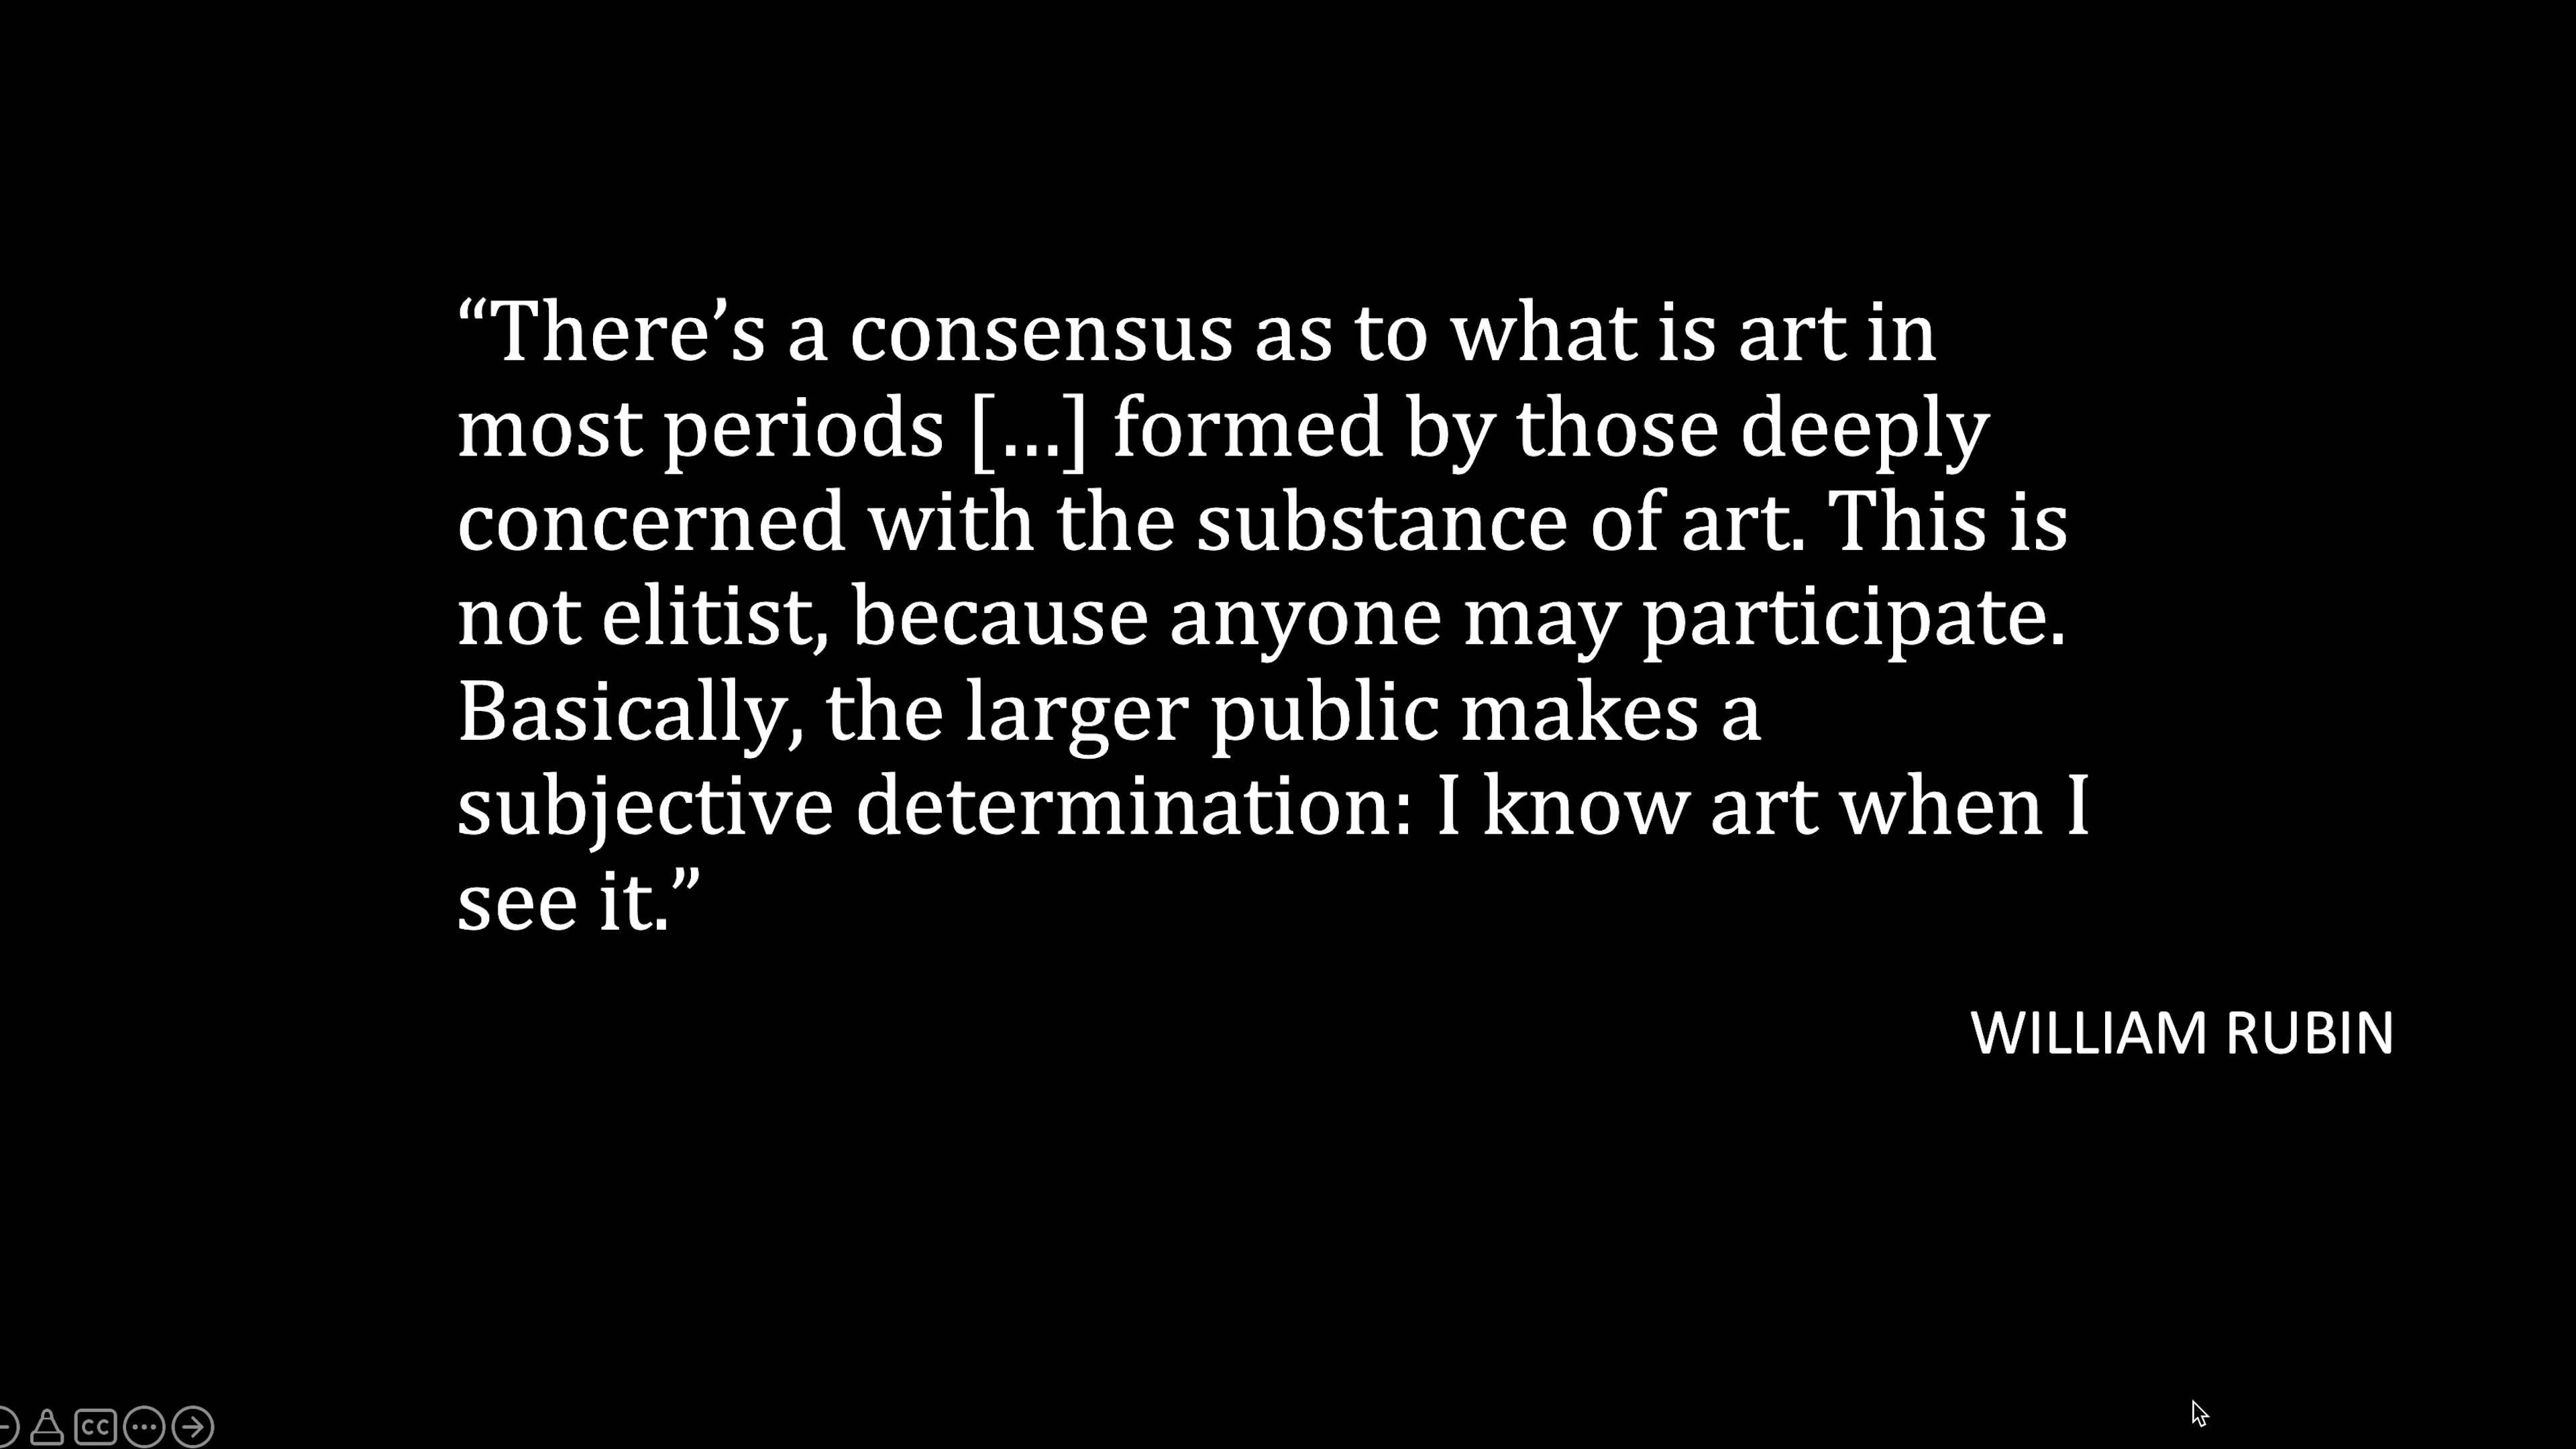 “There’s a consensus as to what is art in
most periods […] formed by those deeply
concerned with the substance of art. This is
not elitist, because anyone may participate.
Basically, the larger public makes a
subjective determination: I know art when I
see it.”
WILLIAM RUBIN
CC